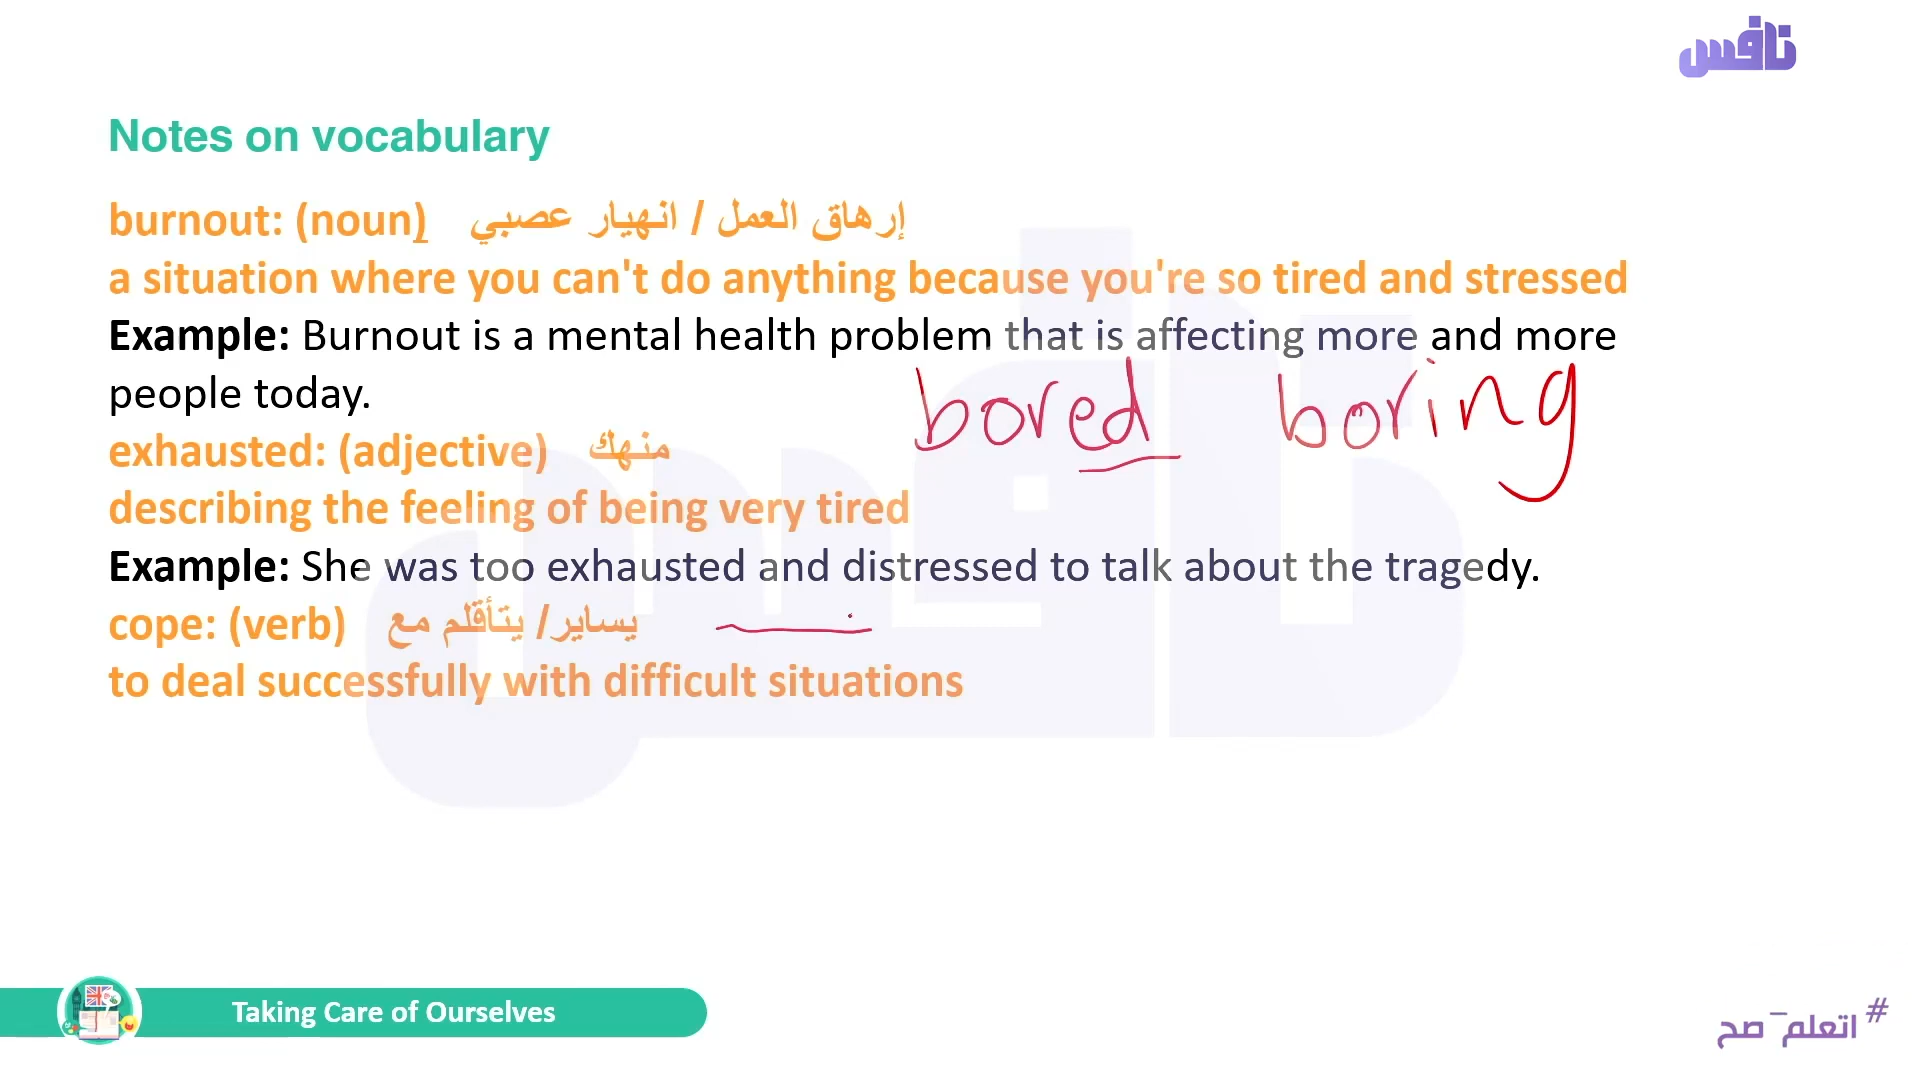 نافس
Notes on vocabulary
burnout: (noun) إرهاق العمل / انهيار عصبي
a situation where you can't do anything because you're so tired and stressed
Example: Burnout is a mental health problem that is affecting more and more
people today.
bored boring
exhausted: (adjective) منهك
describing the feeling of being very tired
Example: She was too exhausted and distressed to talk about the tragedy.
cope: (verb) يساير/ يتأقلم مع
to deal successfully with difficult situations
Taking Care of Ourselves
#اتعلم_صح